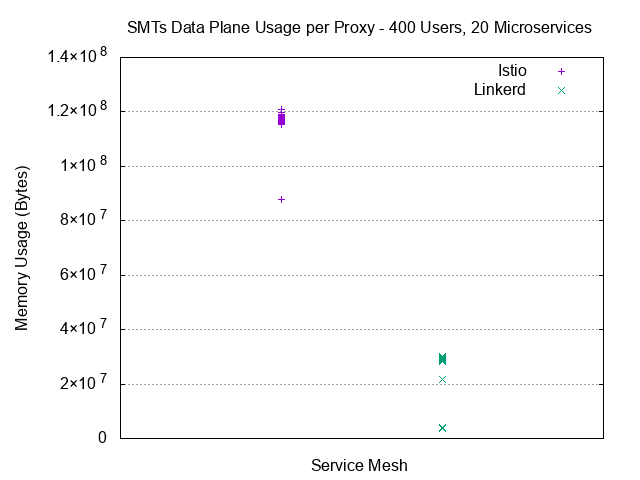 SMTs Data Plane Usage per Proxy - 400 Users, 20 Microservices
1.4×10^8
1.2×10^8
1×10^8
8×10^7
6×10^7
4×10^7
2×10^7
0
Memory Usage (Bytes)
Istio
Linkerd
Service Mesh